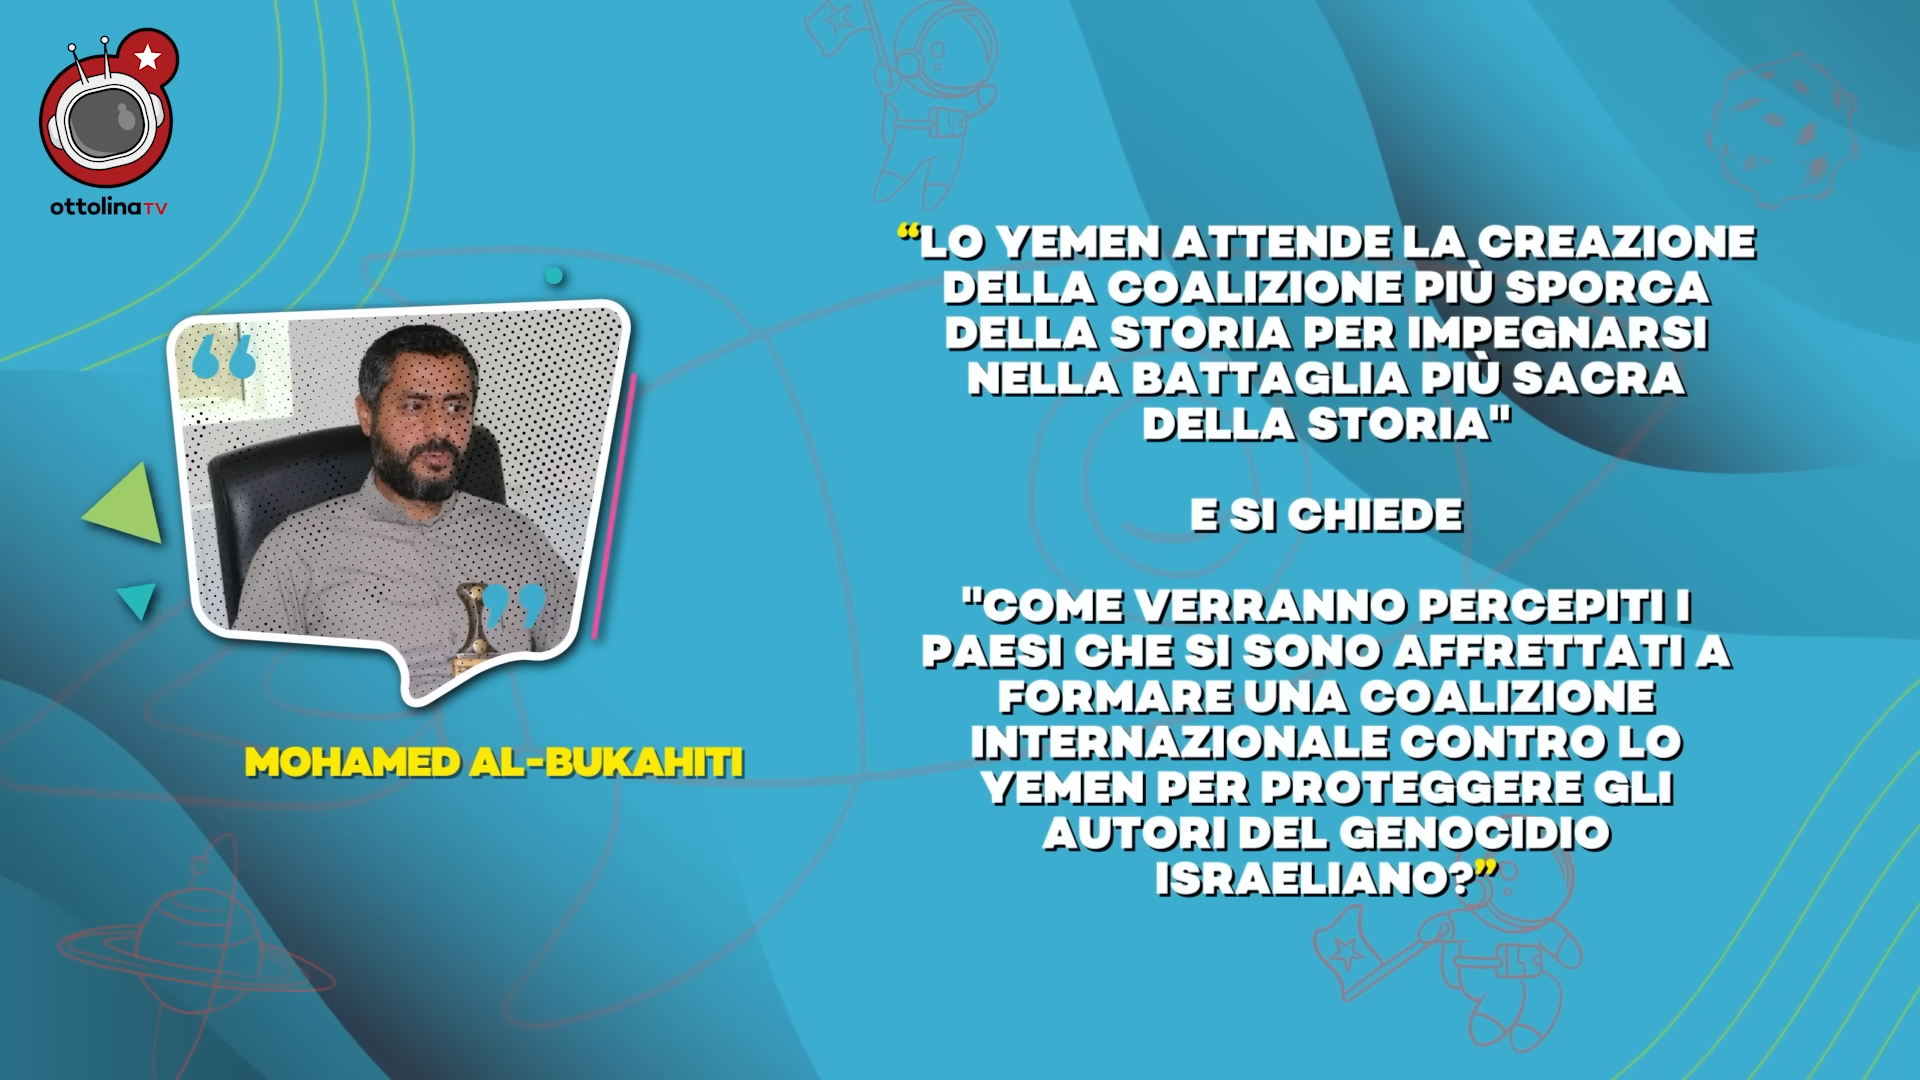 ottolinaTV
“LO YEMEN ATTENDE LA CREAZIONE
DELLA COALIZIONE PIÙ SPORCA
DELLA STORIA PER IMPEGNARSI
NELLA BATTAGLIA PIÙ SACRA
DELLA STORIA"
E SI CHIEDE
"COME VERRANNO PERCEPITI I
PAESI CHE SI SONO AFFRETTATI A
FORMARE UNA COALIZIONE
INTERNAZIONALE CONTRO LO
YEMEN PER PROTEGGERE GLI
AUTORI DEL GENOCIDIO
ISRAELIANO?”
MOHAMED AL-BUKAHITI